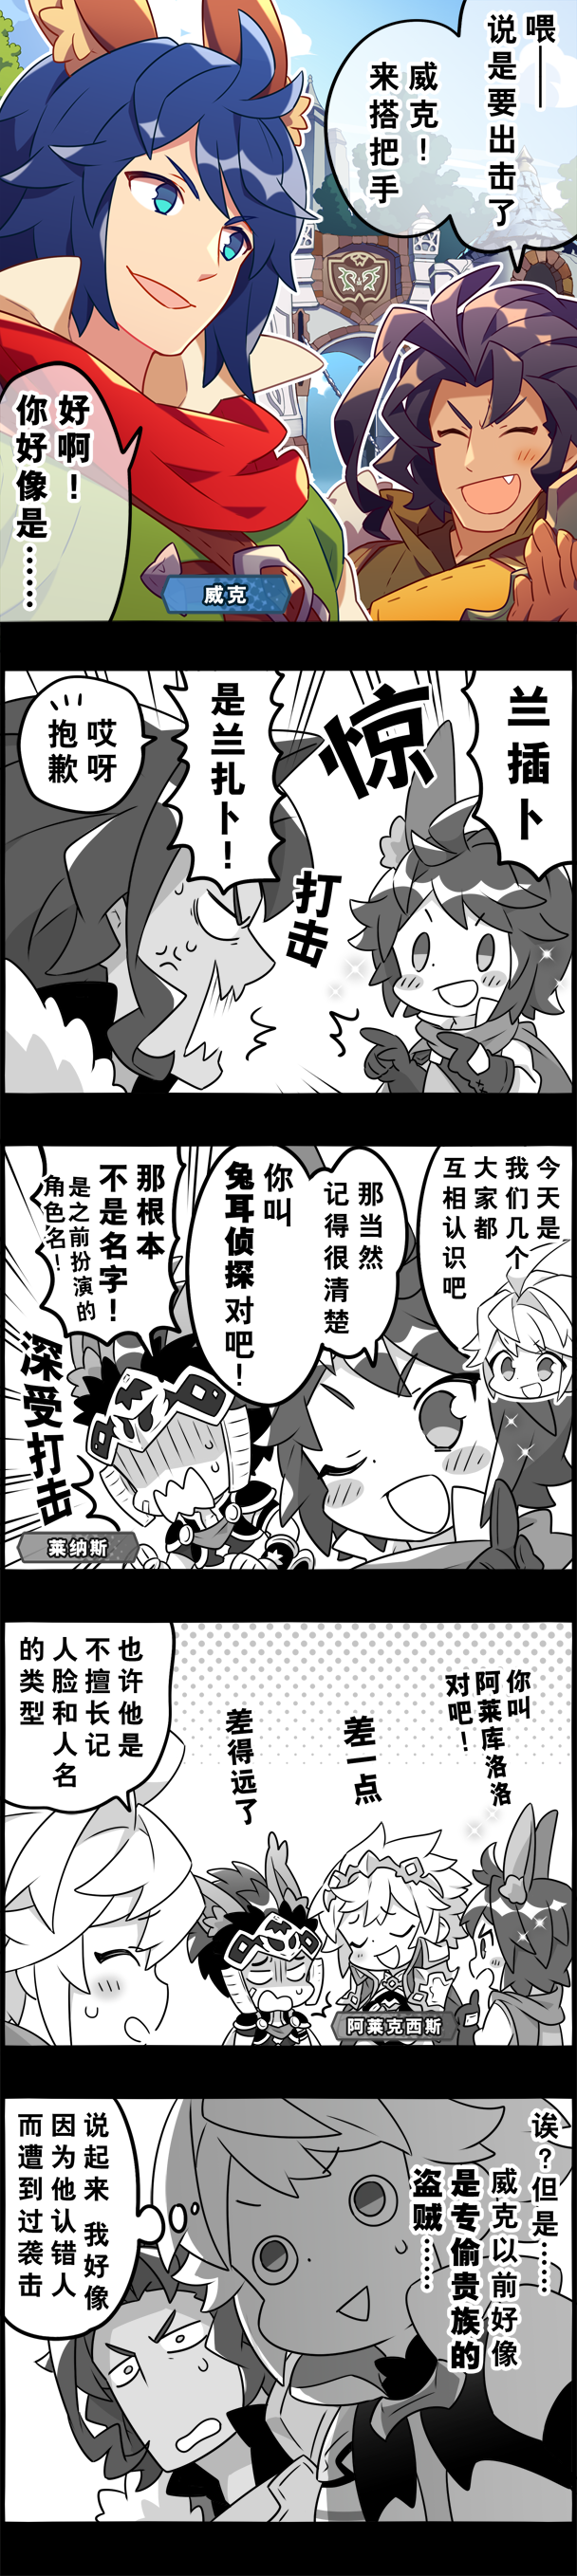 喂——
说是要出击了
威克！
来搭把手
好啊！
你好像是……
威克
兰插卜
惊
打击
是兰扎卜！
哎呀
抱歉
今天是
我们几个
大家都
互相认识吧
那当然
记得很清楚
你叫
兔耳侦探对吧！
那根本
不是名字！
是之前扮演的
角色名！
深受打击
莱纳斯
你叫
阿莱库洛洛
对吧！
差一点
差得远了
阿莱克西斯
也许他是
不擅长记
人脸和人名
的类型
诶？但是……
威克以前好像
是专偷贵族的
盗贼……
说起来 我好像
因为他认错人
而遭到过袭击